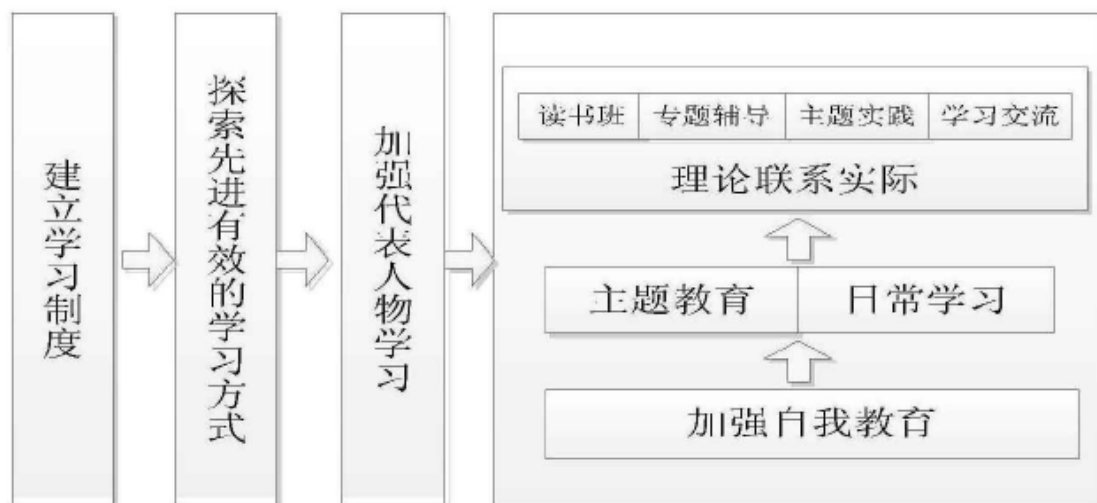 建立学习制度
探索先进有效的学习方式
加强代表人物学习
读书班 专题辅导 主题实践 学习交流
理论联系实际
主题教育 日常学习
加强自我教育